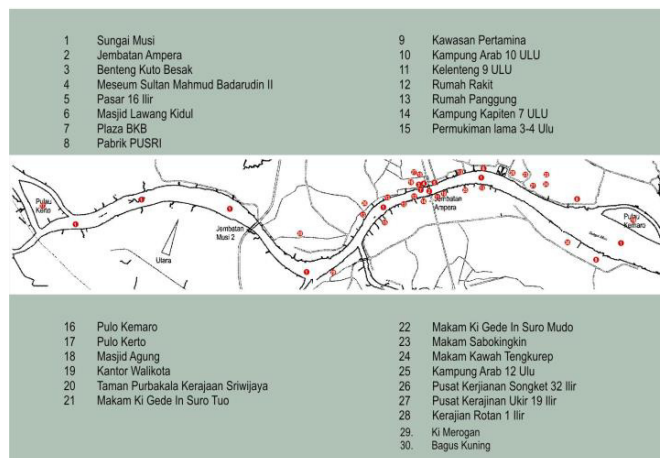 1 Sungai Musi
2 Jembatan Ampera
3 Benteng Kuto Besak
4 Meseum Sultan Mahmud Badarudin II
5 Pasar 16 Ilir
6 Masjid Lawang Kidul
7 Plaza BKB
8 Pabrik PUSRI
9 Kawasan Pertamina
10 Kampung Arab 10 ULU
11 Kelenteng 9 ULU
12 Rumah Rakit
13 Rumah Panggung
14 Kampung Kapiten 7 ULU
15 Permukiman lama 3-4 Ulu
Pulau
Kerto
Utara
Jembatan
Musi 2
Jembatan
Ampera
Pulau
Kemaro
16 Pulo Kemaro
17 Pulo Kerto
18 Masjid Agung
19 Kantor Walikota
20 Taman Purbakala Kerajaan Sriwijaya
21 Makam Ki Gede In Suro Tuo
22 Makam Ki Gede In Suro Mudo
23 Makam Sabokingkin
24 Makam Kawah Tengkurep
25 Kampung Arab 12 Ulu
26 Pusat Kerjianan Songket 32 Ilir
27 Pusat Kerajinan Ukir 19 Ilir
28 Kerajian Rotan 1 Ilir
29. Ki Merogan
30. Bagus Kuning